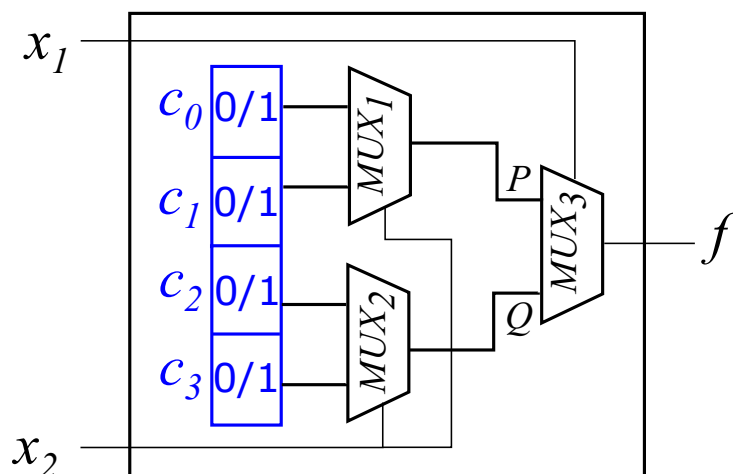 x1
c0 0/1
MUX1
c1 0/1
P
MUX3
f
c2 0/1
MUX2
Q
c3 0/1
x2